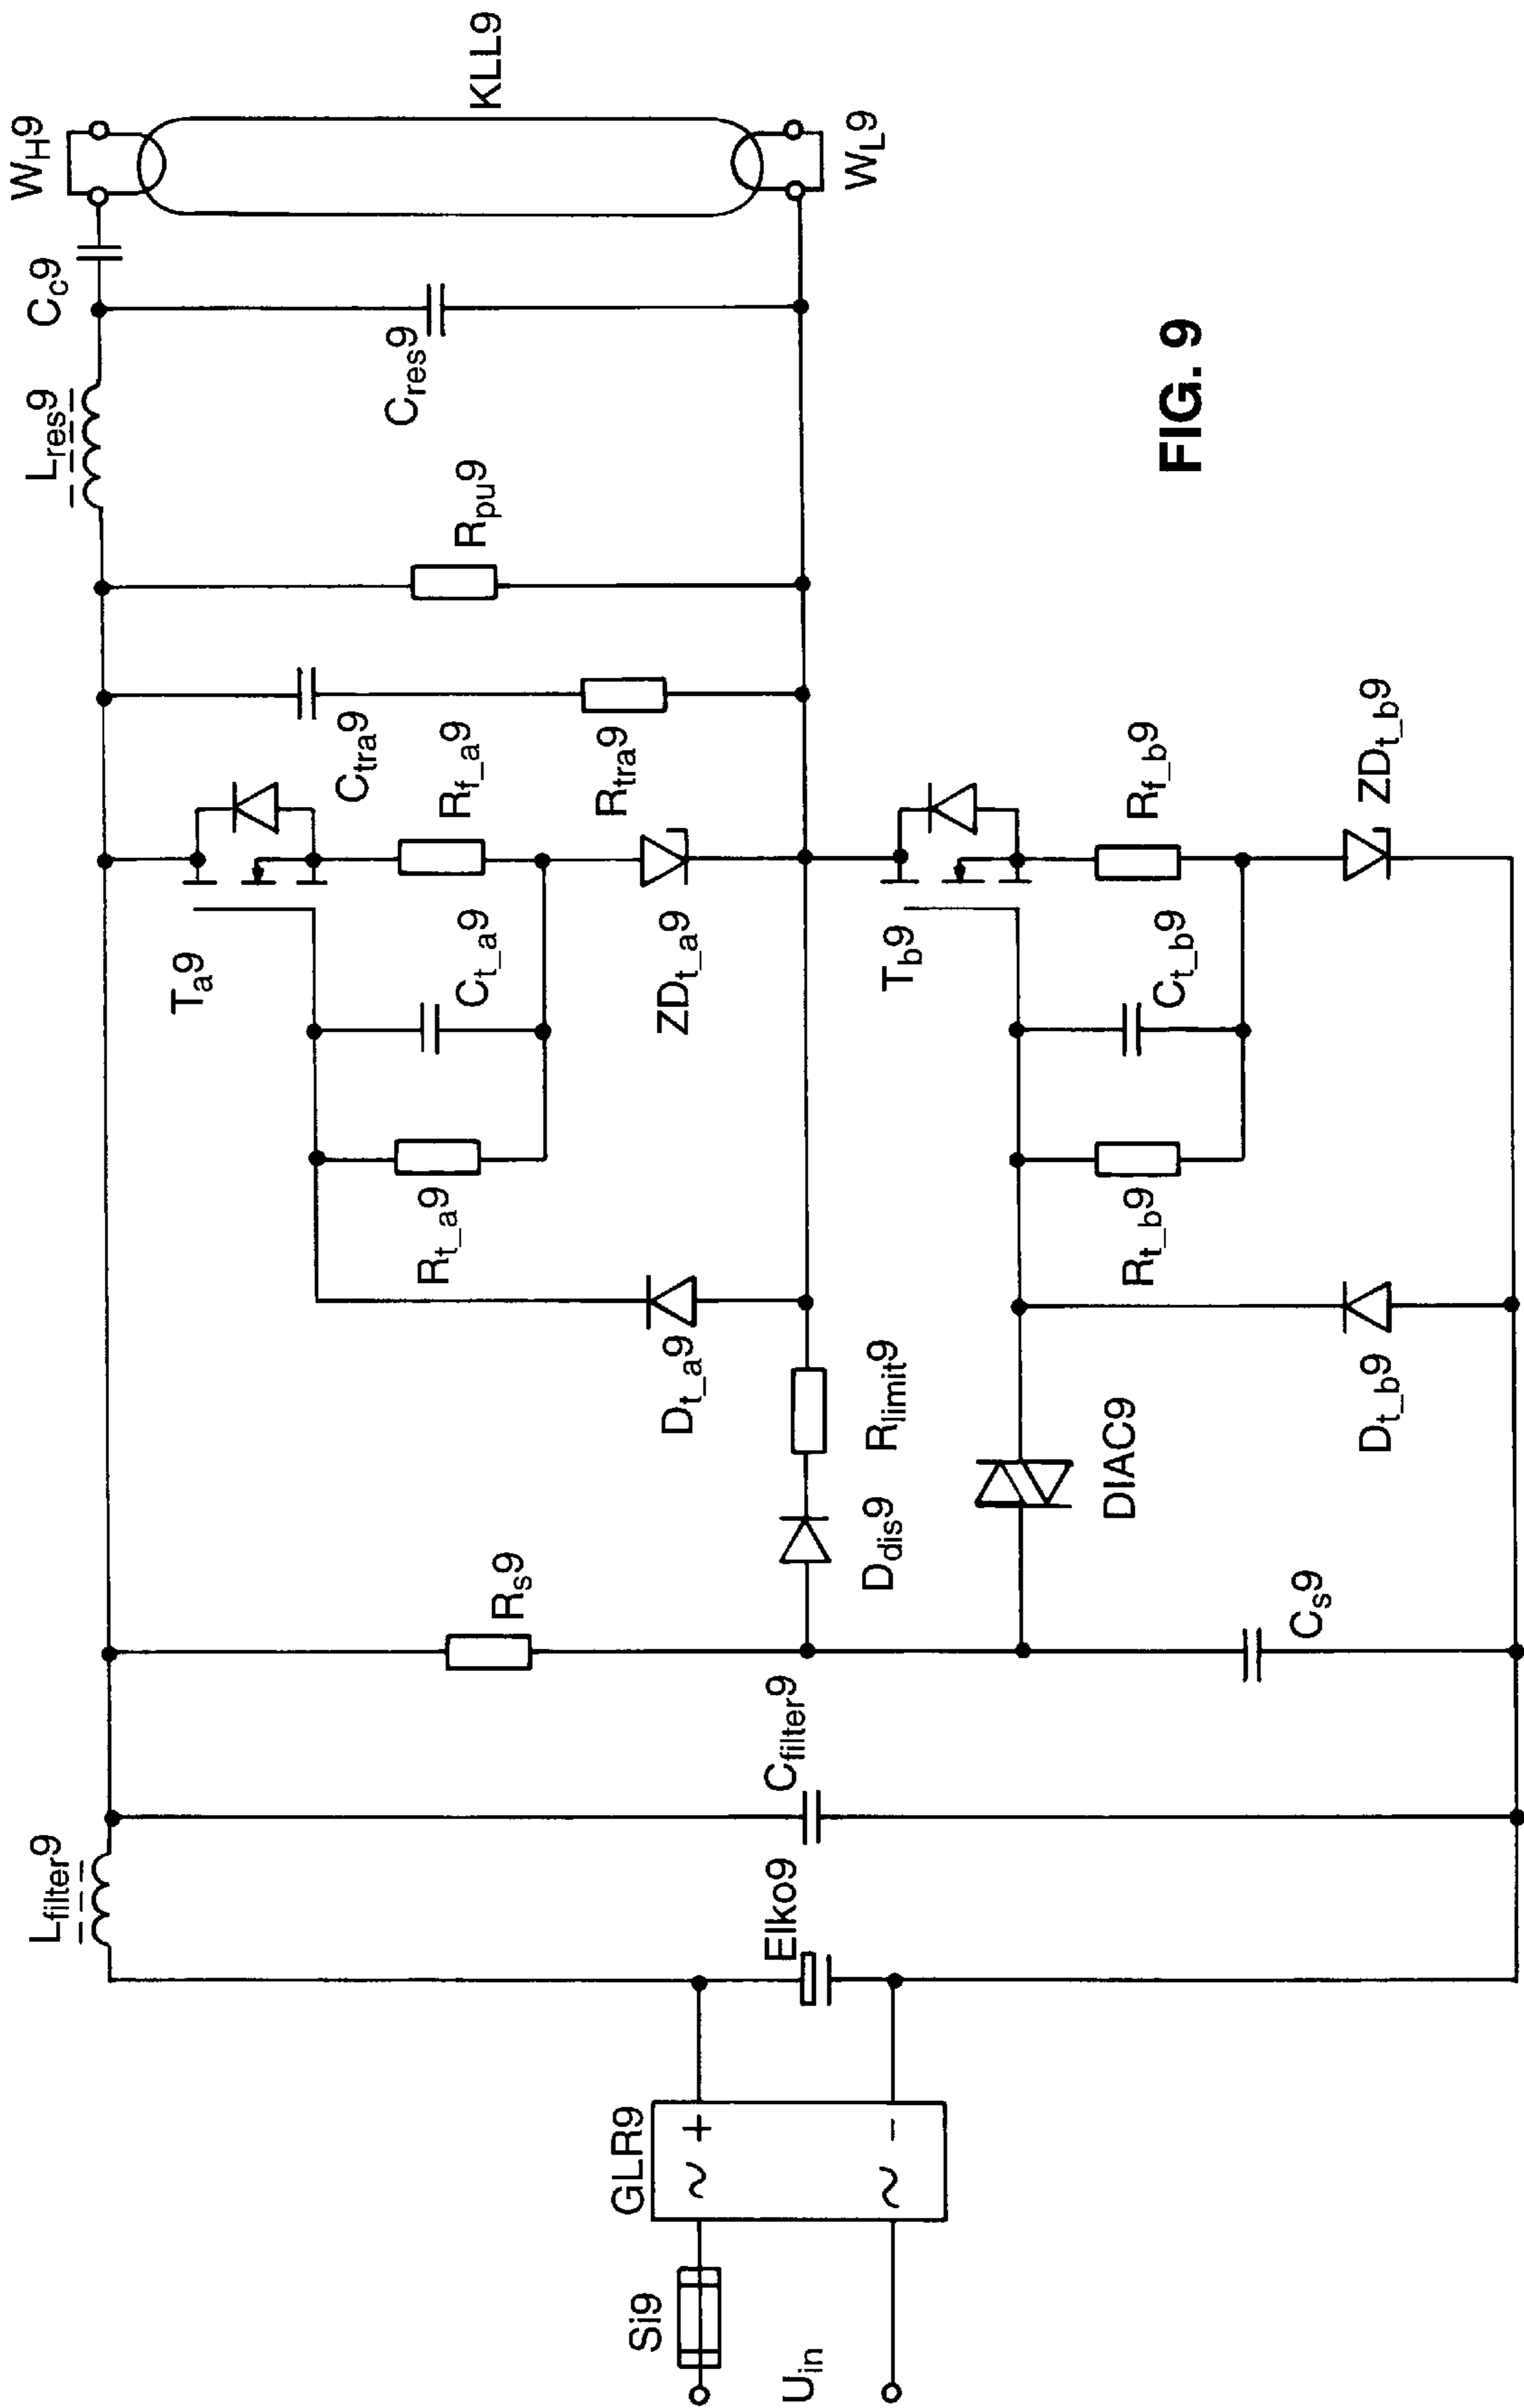 FIG. 9
U_in
Si9
GLR9
~ +
~ −
L_filter9
Elko9
C_filter9
R_s9
C_s9
D_dis9
R_limit9
DIAC9
D_t_a9
D_t_b9
R_t_a9
C_t_a9
T_a9
R_f_a9
ZD_t_a9
R_t_b9
C_t_b9
T_b9
R_f_b9
ZD_t_b9
C_tra9
R_tra9
R_pu9
L_res9
C_res9
C_c9
W_H9
W_L9
KLL9